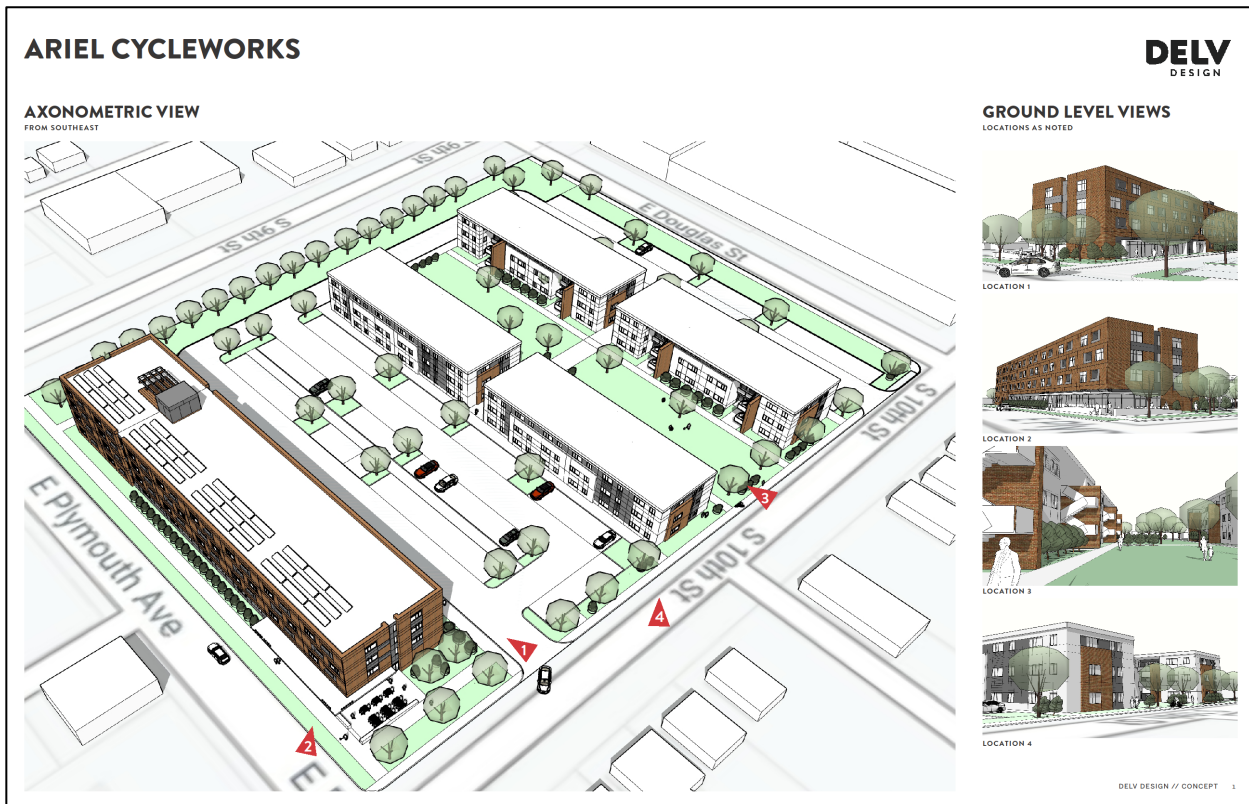 ARIEL CYCLEWORKS
DELV
DESIGN
AXONOMETRIC VIEW
FROM SOUTHEAST
GROUND LEVEL VIEWS
LOCATIONS AS NOTED
S 9th St
S 9th St
E Douglas St
S 10th St
S 10th St
E Plymouth Ave
E
1
2
3
4
LOCATION 1
LOCATION 2
LOCATION 3
LOCATION 4
DELV DESIGN // CONCEPT 1